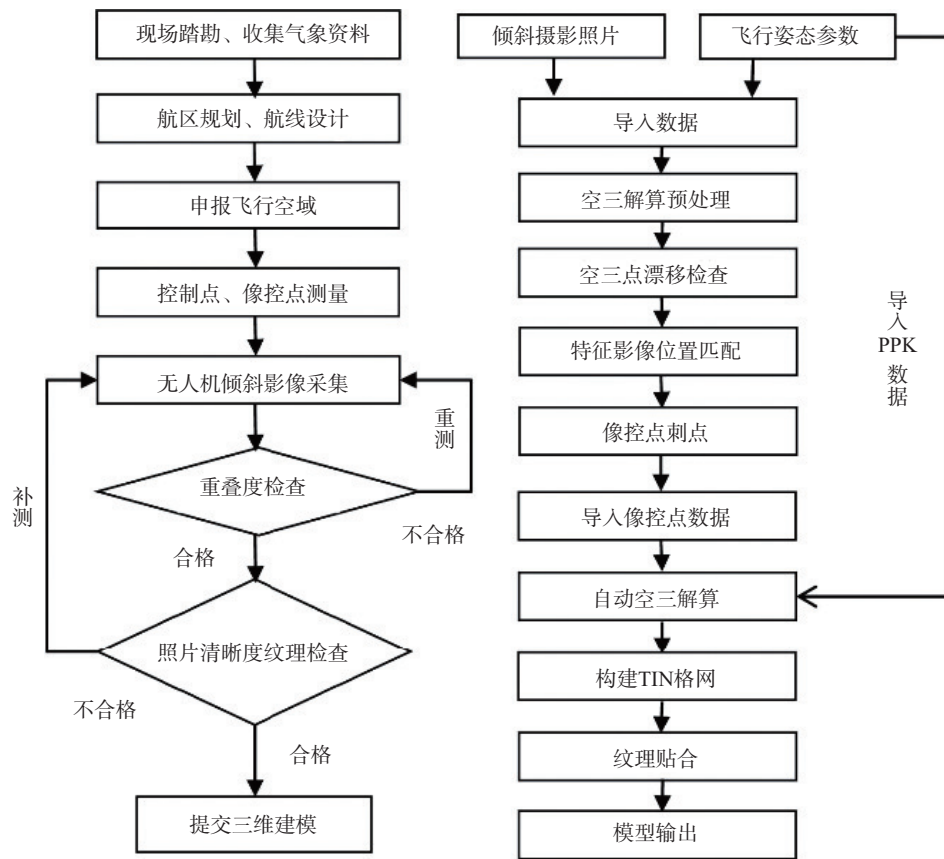 现场踏勘、收集气象资料
航区规划、航线设计
申报飞行空域
控制点、像控点测量
无人机倾斜影像采集
重测
重叠度检查
不合格
合格
补测
照片清晰度纹理检查
不合格
合格
提交三维建模
倾斜摄影照片
飞行姿态参数
导入数据
空三解算预处理
空三点漂移检查
特征影像位置匹配
像控点刺点
导入像控点数据
自动空三解算
构建TIN格网
纹理贴合
模型输出
导入
PPK
数据